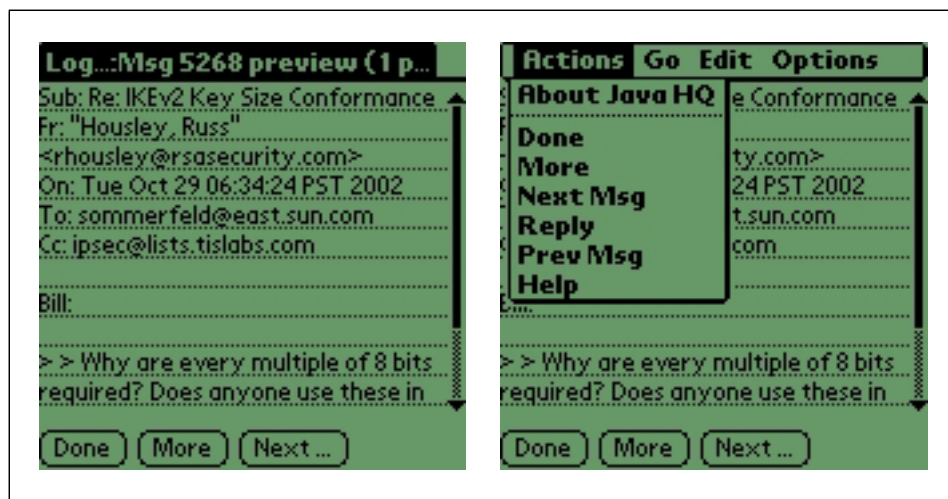 Log...:Msg 5268 preview (1 p...
Sub: Re: IKEv2 Key Size Conformance
Fr: "Housley, Russ"
<rhousley@rsasecurity.com>
On: Tue Oct 29 06:34:24 PST 2002
To: sommerfeld@east.sun.com
Cc: ipsec@lists.tislabs.com
Bill:
> > Why are every multiple of 8 bits
required? Does anyone use these in
Done More Next ...
Actions Go Edit Options
About Java HQ
Done
More
Next Msg
Reply
Prev Msg
Help
e Conformance
ty.com>
24 PST 2002
t.sun.com
com
> > Why are every multiple of 8 bits
required? Does anyone use these in
Done More Next ...